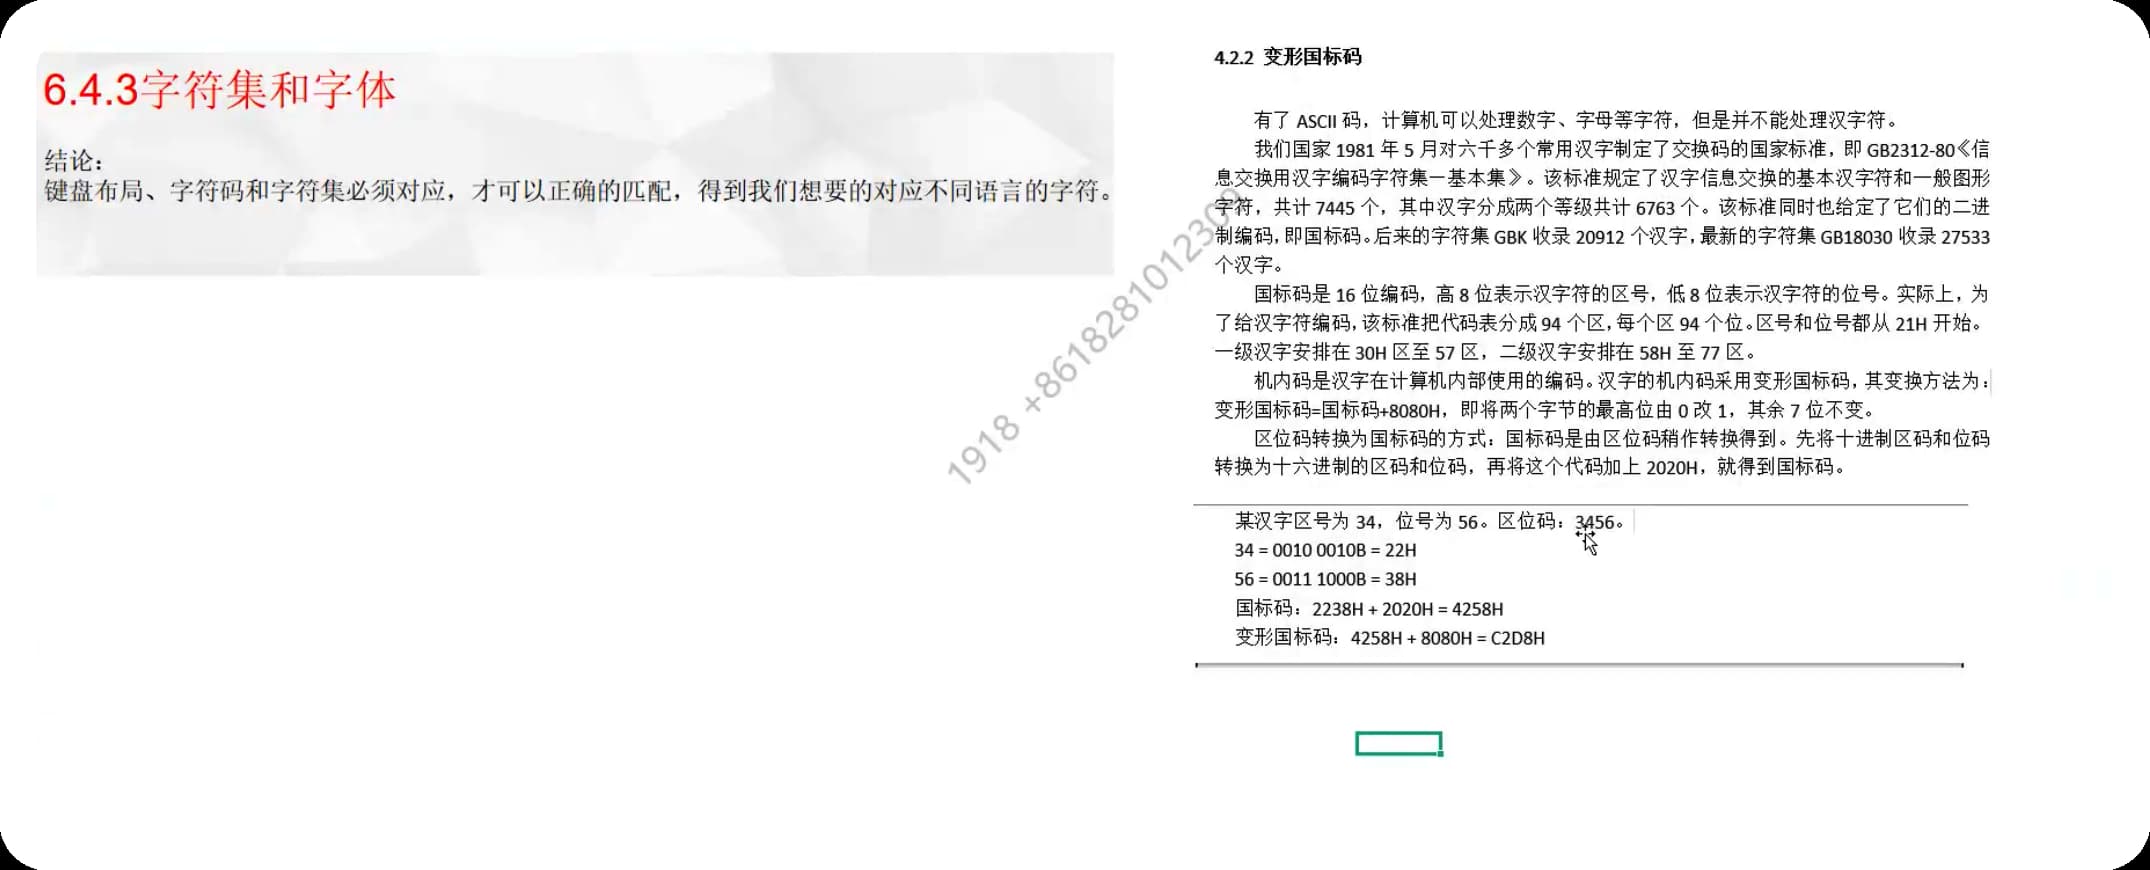 6.4.3字符集和字体
结论：
键盘布局、字符码和字符集必须对应，才可以正确的匹配，得到我们想要的对应不同语言的字符。
1918 +8618281012309
4.2.2 变形国标码
有了 ASCII 码，计算机可以处理数字、字母等字符，但是并不能处理汉字符。
我们国家 1981 年 5 月对六千多个常用汉字制定了交换码的国家标准，即 GB2312-80《信
息交换用汉字编码字符集—基本集》。该标准规定了汉字信息交换的基本汉字符和一般图形
字符，共计 7445 个，其中汉字分成两个等级共计 6763 个。该标准同时也给定了它们的二进
制编码，即国标码。后来的字符集 GBK 收录 20912 个汉字，最新的字符集 GB18030 收录 27533
个汉字。
国标码是 16 位编码，高 8 位表示汉字符的区号，低 8 位表示汉字符的位号。实际上，为
了给汉字符编码，该标准把代码表分成 94 个区，每个区 94 个位。区号和位号都从 21H 开始。
一级汉字安排在 30H 区至 57 区，二级汉字安排在 58H 至 77 区。
机内码是汉字在计算机内部使用的编码。汉字的机内码采用变形国标码，其变换方法为：
变形国标码=国标码+8080H，即将两个字节的最高位由 0 改 1，其余 7 位不变。
区位码转换为国标码的方式：国标码是由区位码稍作转换得到。先将十进制区码和位码
转换为十六进制的区码和位码，再将这个代码加上 2020H，就得到国标码。
某汉字区号为 34，位号为 56。区位码：3456。
34 = 0010 0010B = 22H
56 = 0011 1000B = 38H
国标码：2238H + 2020H = 4258H
变形国标码：4258H + 8080H = C2D8H